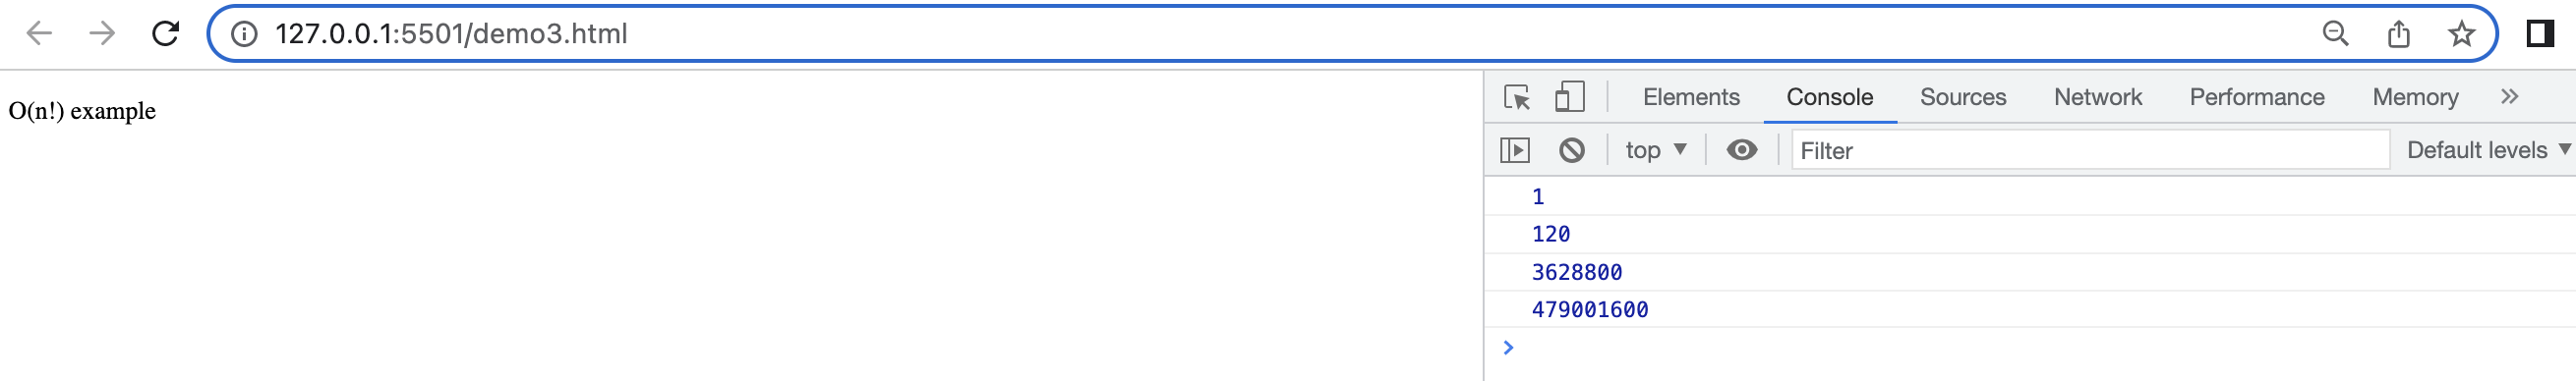 127.0.0.1:5501/demo3.html
O(n!) example
Elements Console Sources Network Performance Memory »
top ▼ Filter Default levels ▼
1
120
3628800
479001600
>